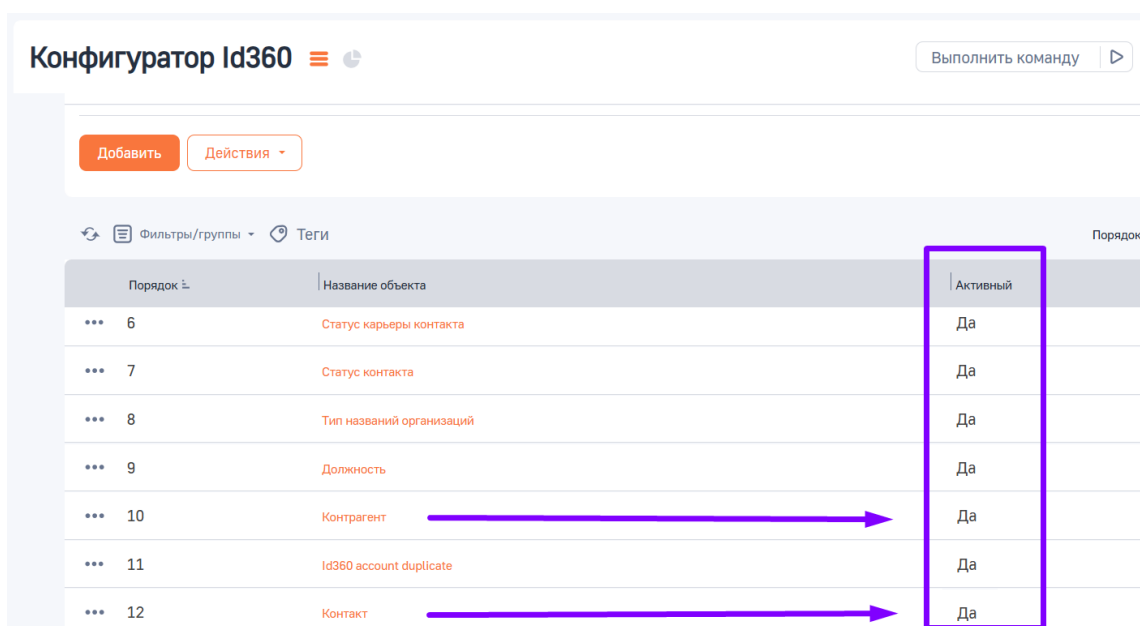 Конфигуратор Id360
Выполнить команду
Добавить Действия
Фильтры/группы Теги Порядок
Порядок Название объекта Активный
6 Статус карьеры контакта Да
7 Статус контакта Да
8 Тип названий организаций Да
9 Должность Да
10 Контрагент Да
11 Id360 account duplicate Да
12 Контакт Да